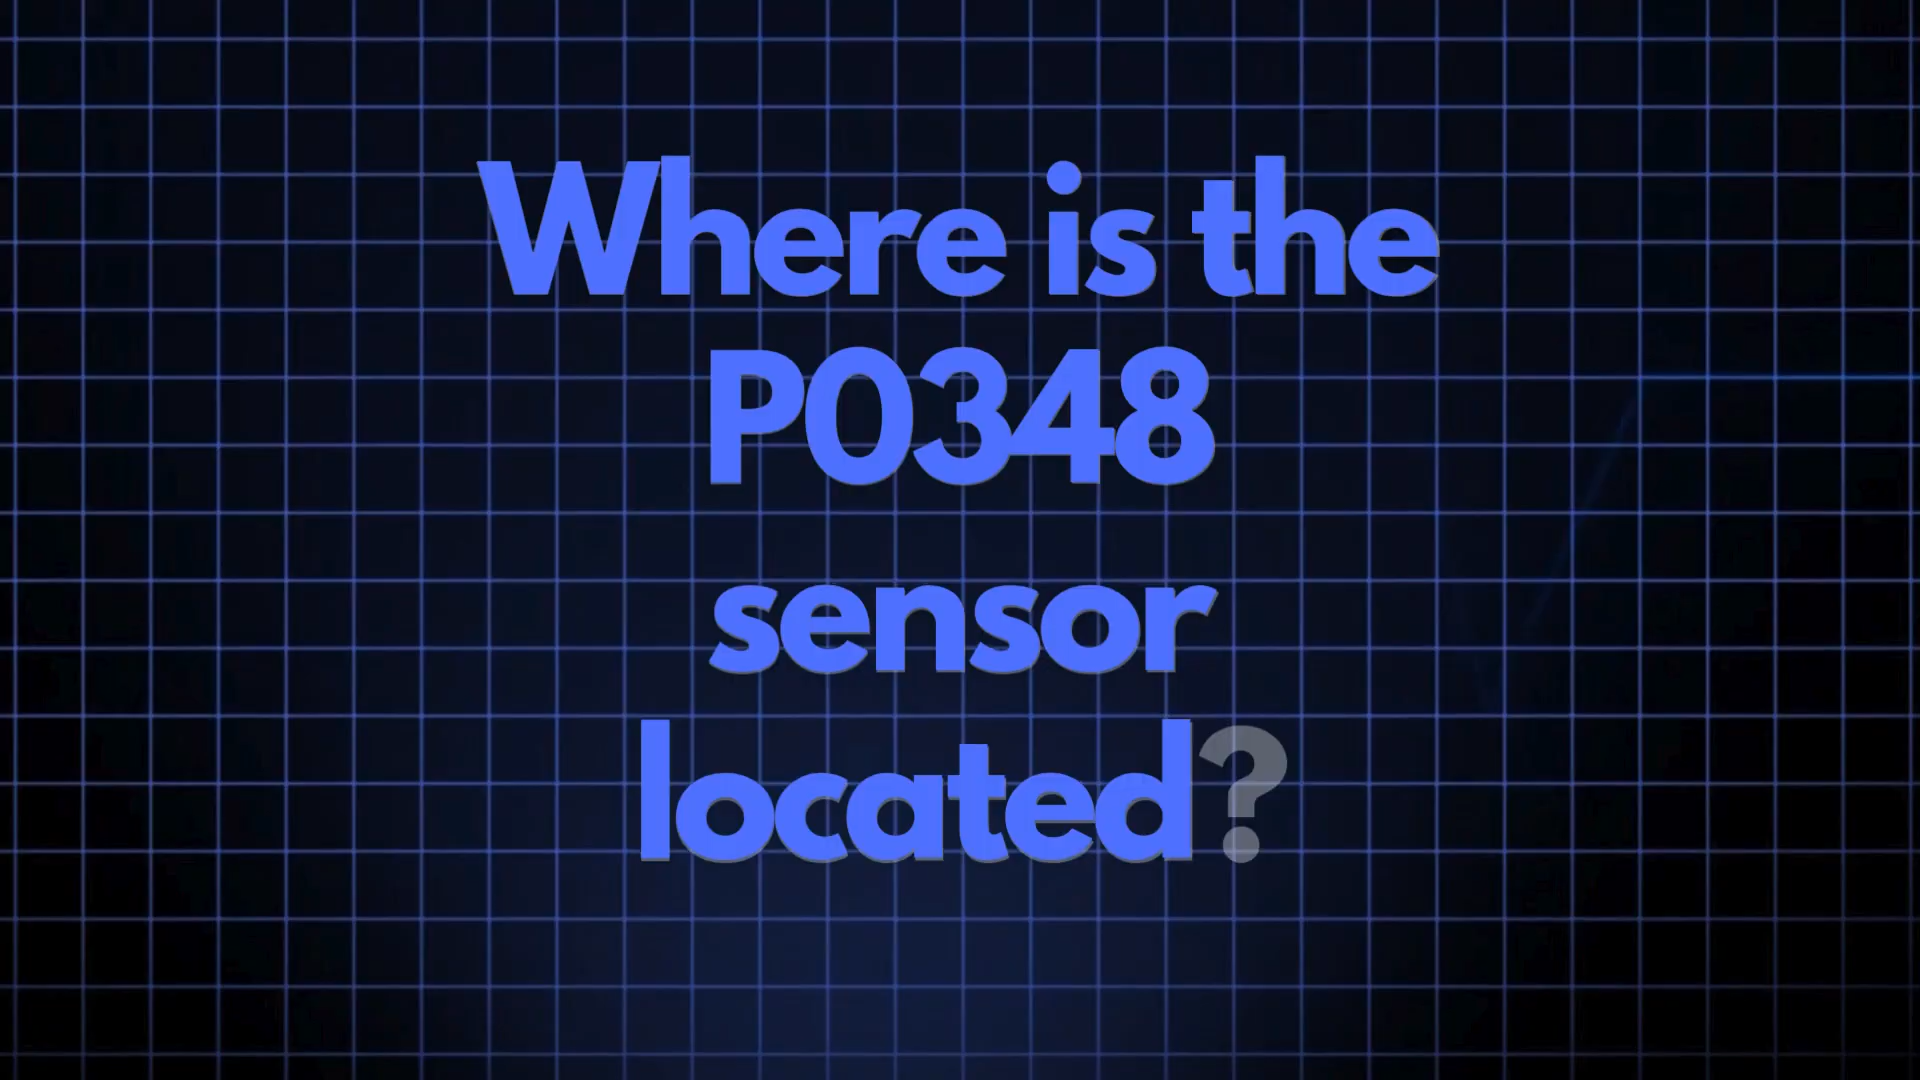 Where is the
P0348
sensor
located?